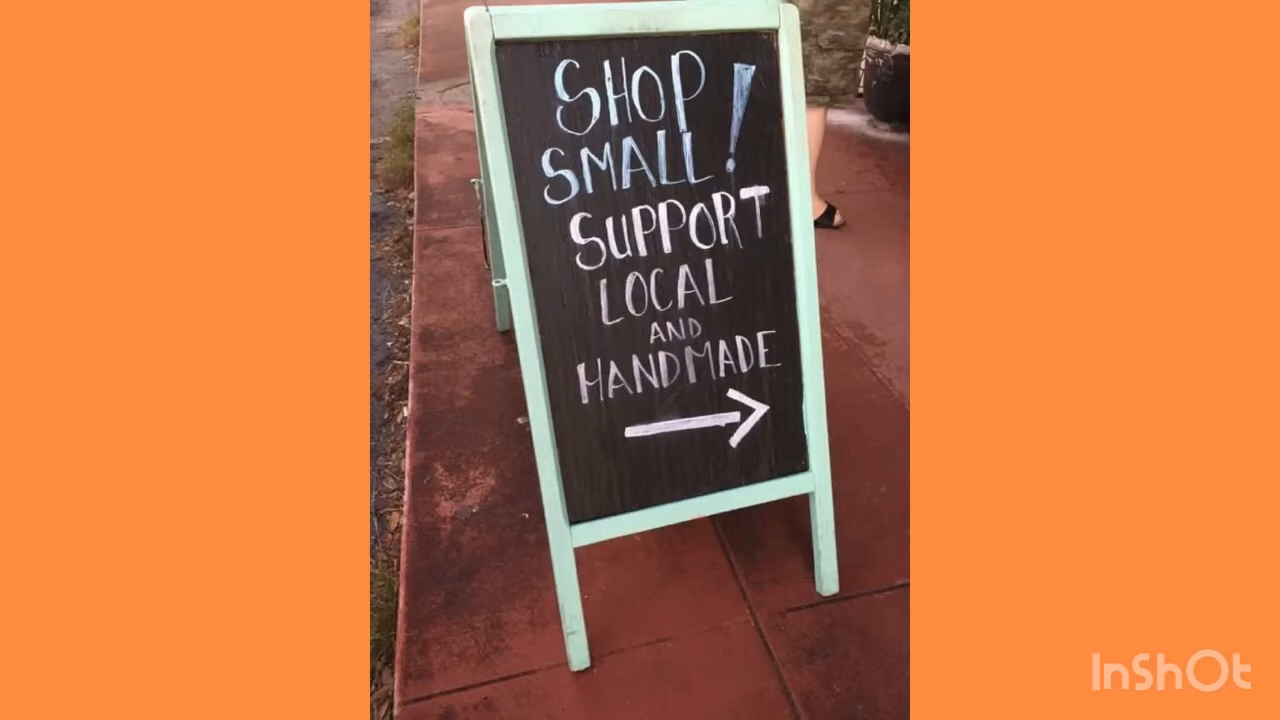 SHOP
SMALL!
SUPPORT
LOCAL
AND
HANDMADE
InShOt